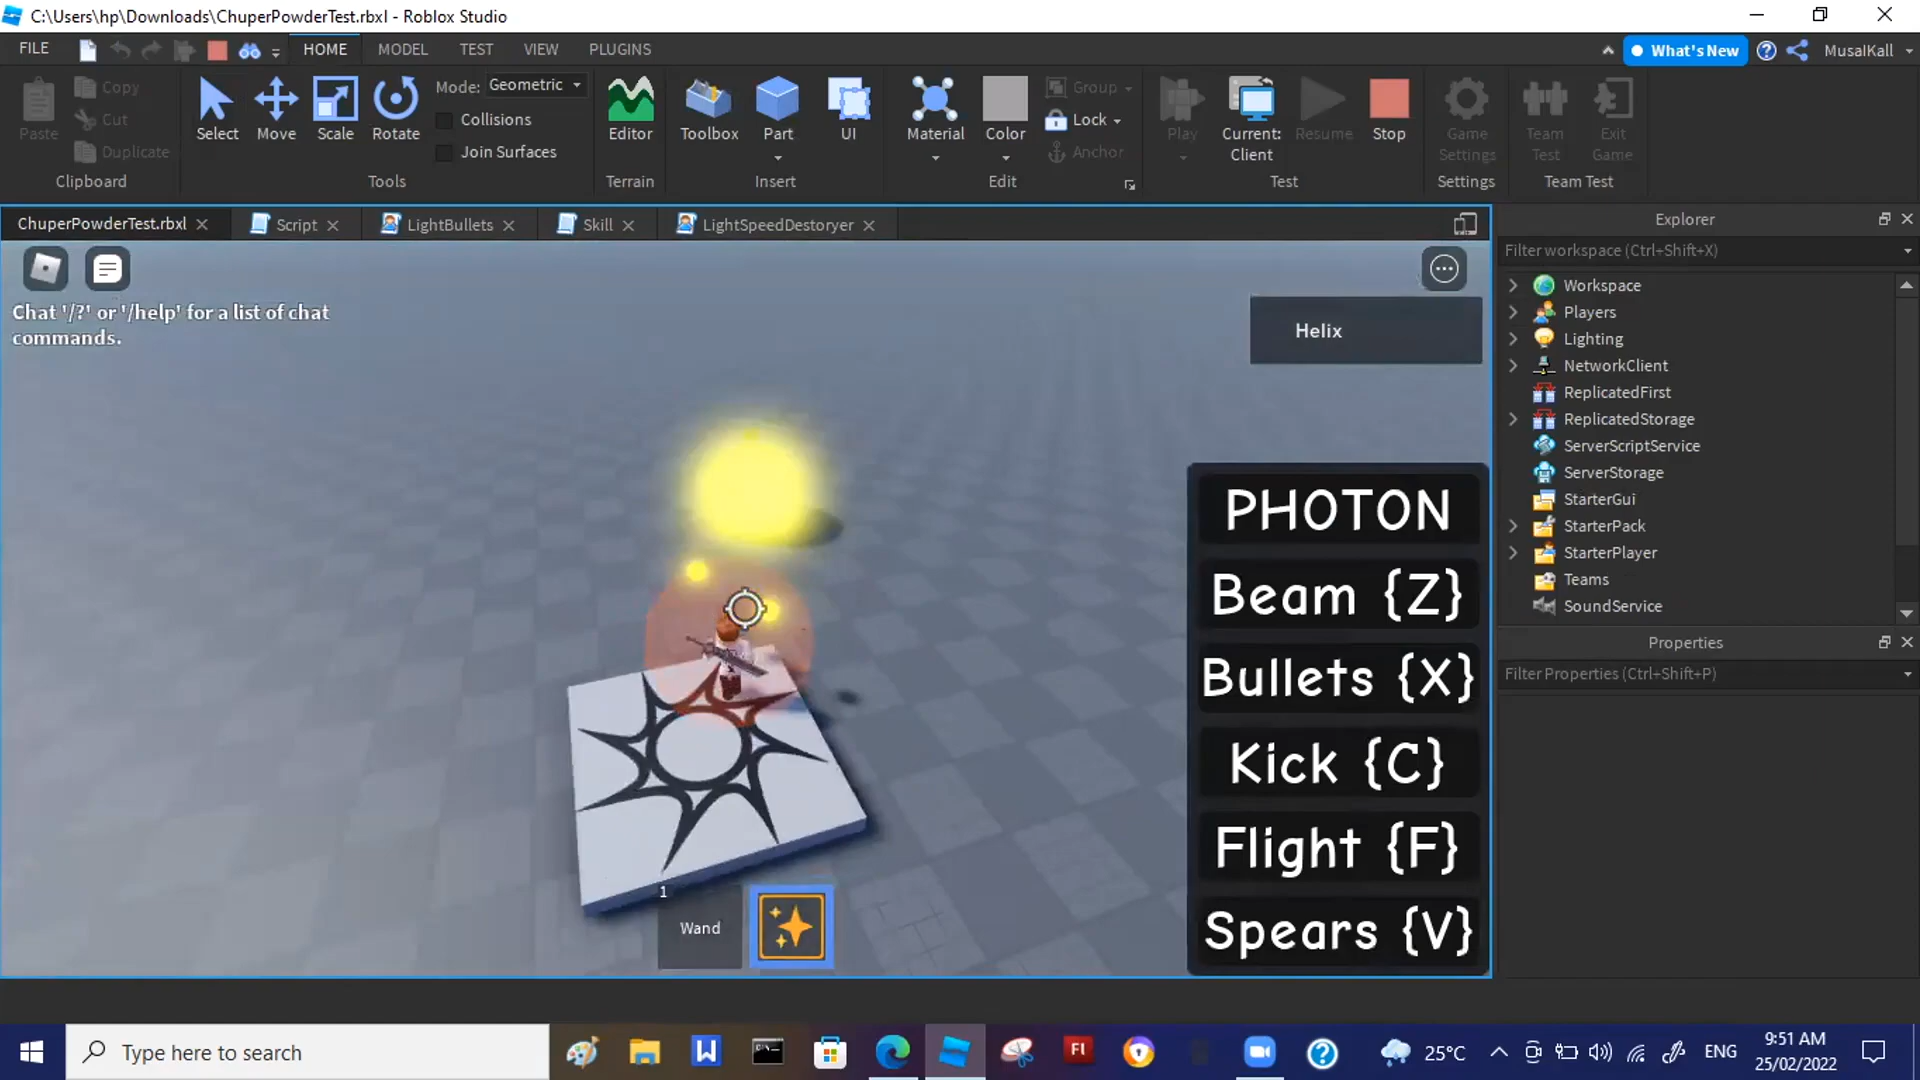 C:\Users\hp\Downloads\ChuperPowderTest.rbxl - Roblox Studio
FILE
HOME
MODEL
TEST
VIEW
PLUGINS
What's New
MusaIKall
Paste
Copy
Cut
Duplicate
Clipboard
Select
Move
Scale
Rotate
Mode: Geometric
Collisions
Join Surfaces
Tools
Editor
Terrain
Toolbox
Part
UI
Insert
Material
Color
Group
Lock
Anchor
Edit
Play
Current:
Client
Resume
Stop
Test
Game
Settings
Settings
Team
Test
Exit
Game
Team Test
ChuperPowderTest.rbxl
Script
LightBullets
Skill
LightSpeedDestoryer
Chat '/?' or '/help' for a list of chat
commands.
Helix
PHOTON
Beam {Z}
Bullets {X}
Kick {C}
Flight {F}
Spears {V}
1
Wand
Explorer
Filter workspace (Ctrl+Shift+X)
Workspace
Players
Lighting
NetworkClient
ReplicatedFirst
ReplicatedStorage
ServerScriptService
ServerStorage
StarterGui
StarterPack
StarterPlayer
Teams
SoundService
Properties
Filter Properties (Ctrl+Shift+P)
Type here to search
W
Fl
25°C
ENG
9:51 AM
25/02/2022